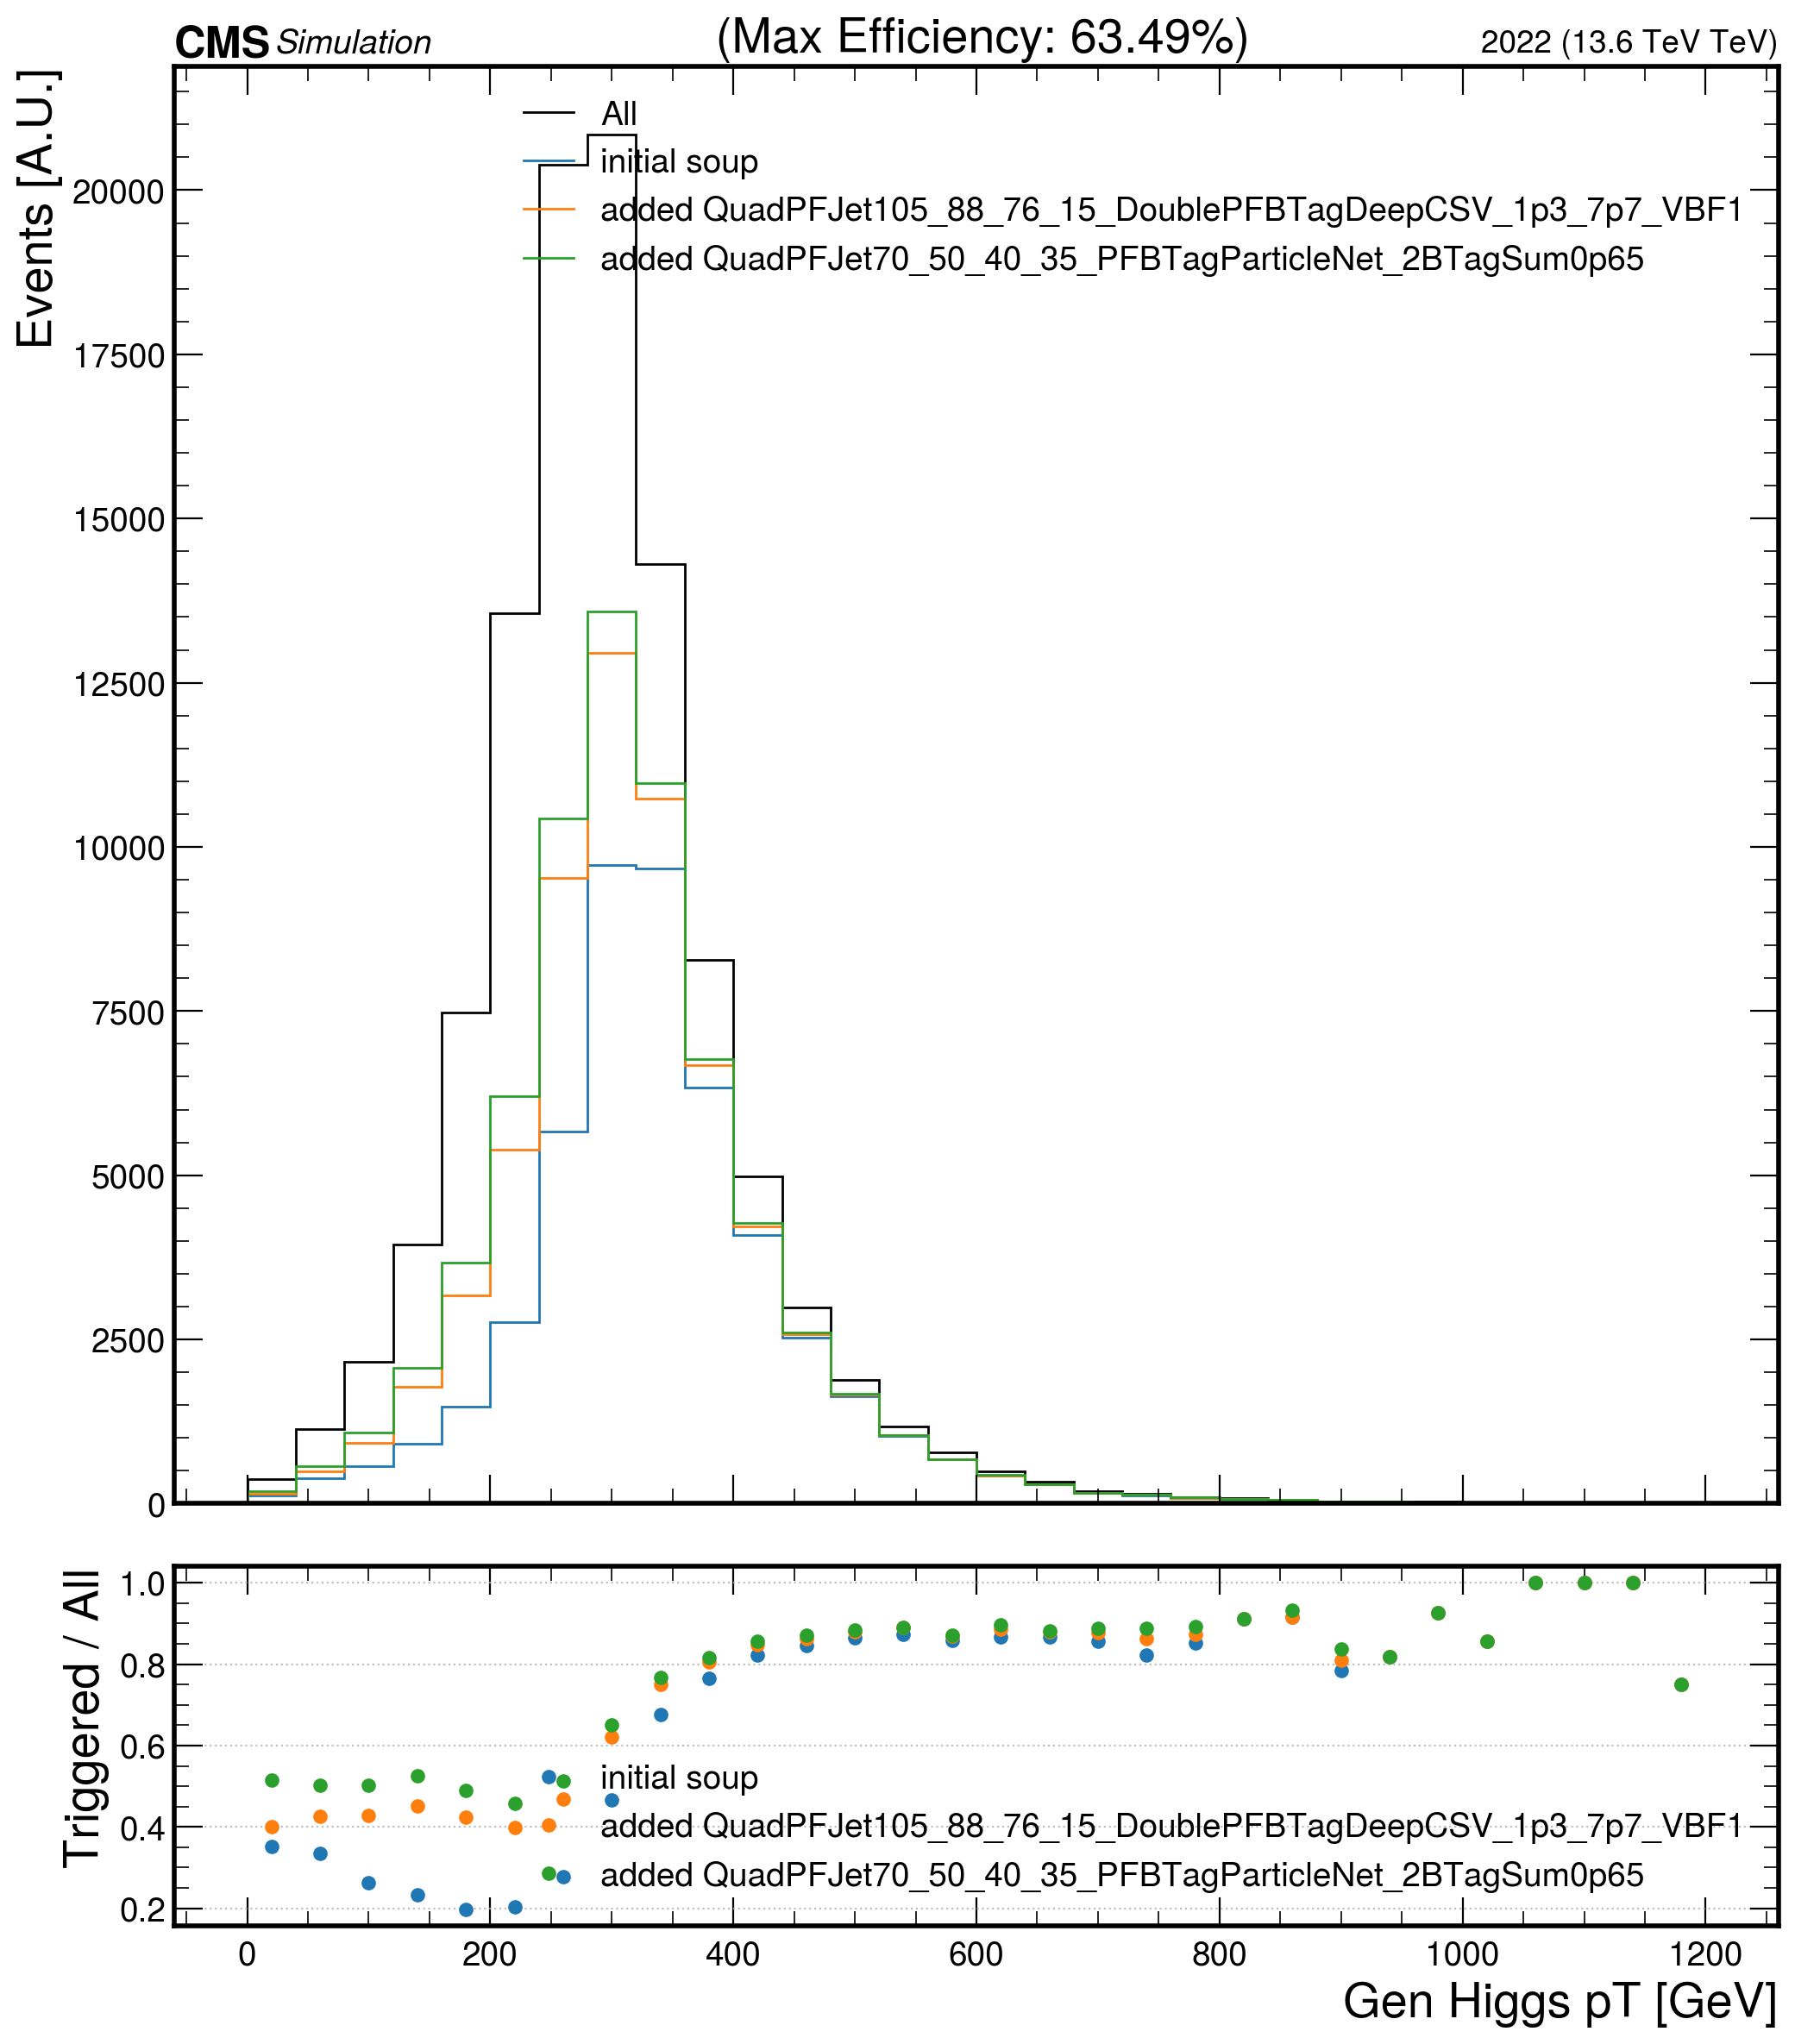 CMS Simulation (Max Efficiency: 63.49%) 2022 (13.6 TeV TeV)
Events [A.U.]
All
initial soup
added QuadPFJet105_88_76_15_DoublePFBTagDeepCSV_1p3_7p7_VBF1
added QuadPFJet70_50_40_35_PFBTagParticleNet_2BTagSum0p65
20000
17500
15000
12500
10000
7500
5000
2500
0
Triggered / All
1.0
0.8
0.6
0.4
0.2
initial soup
added QuadPFJet105_88_76_15_DoublePFBTagDeepCSV_1p3_7p7_VBF1
added QuadPFJet70_50_40_35_PFBTagParticleNet_2BTagSum0p65
0 200 400 600 800 1000 1200
Gen Higgs pT [GeV]